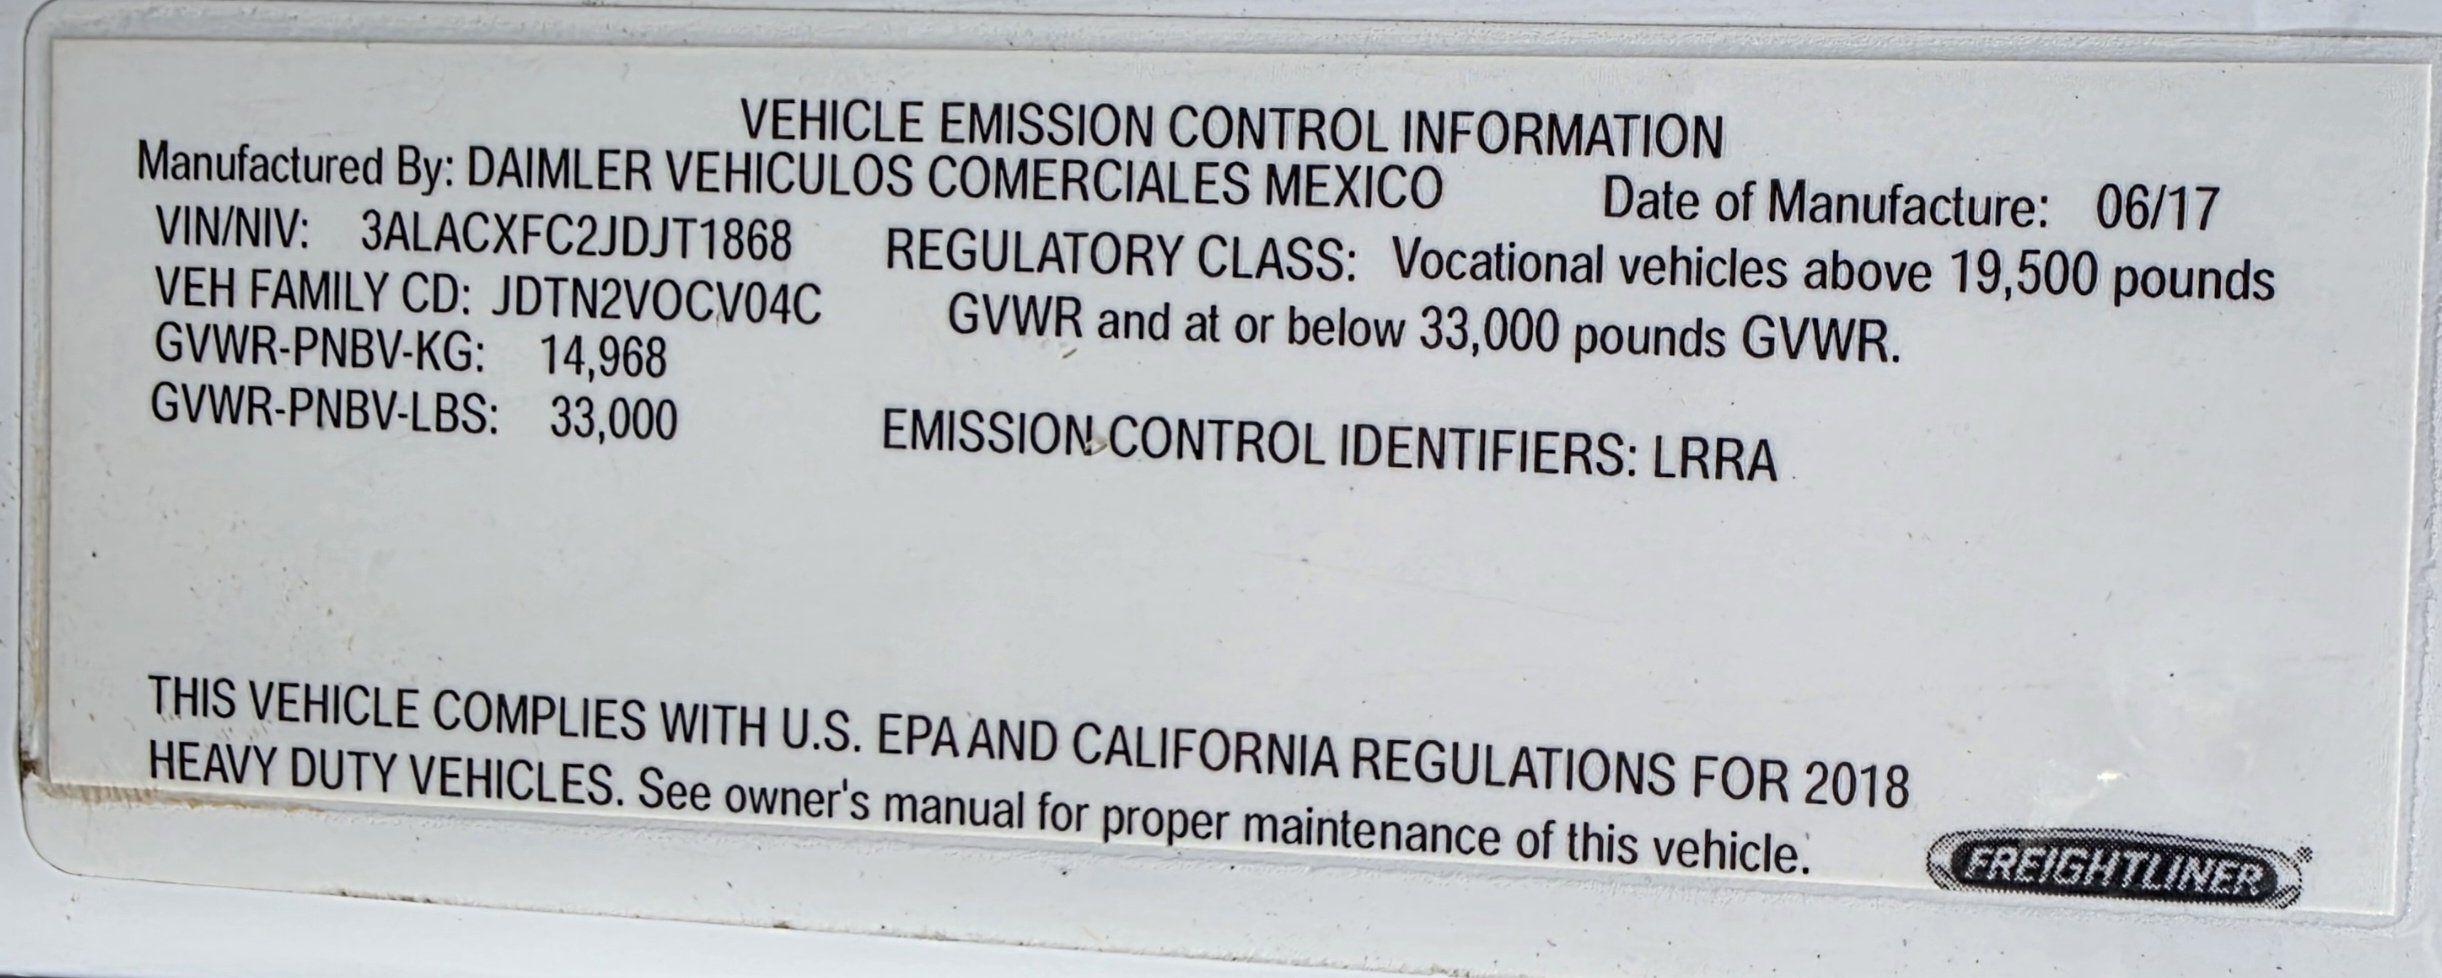 VEHICLE EMISSION CONTROL INFORMATION
Manufactured By: DAIMLER VEHICULOS COMERCIALES MEXICO Date of Manufacture: 06/17
VIN/NIV: 3ALACXFC2JDJT1868
VEH FAMILY CD: JDTN2VOCV04C
GVWR-PNBV-KG: 14,968
GVWR-PNBV-LBS: 33,000
REGULATORY CLASS: Vocational vehicles above 19,500 pounds
GVWR and at or below 33,000 pounds GVWR.
EMISSION CONTROL IDENTIFIERS: LRRA
THIS VEHICLE COMPLIES WITH U.S. EPA AND CALIFORNIA REGULATIONS FOR 2018
HEAVY DUTY VEHICLES. See owner's manual for proper maintenance of this vehicle.
FREIGHTLINER